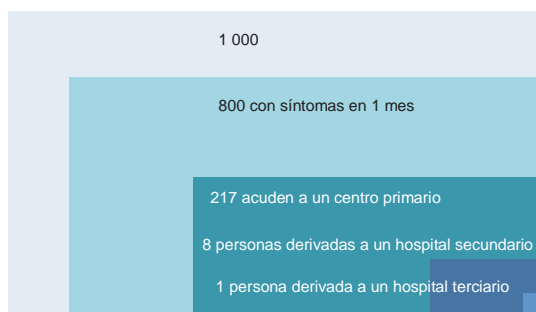 1 000
800 con síntomas en 1 mes
217 acuden a un centro primario
8 personas derivadas a un hospital secundario
1 persona derivada a un hospital terciario